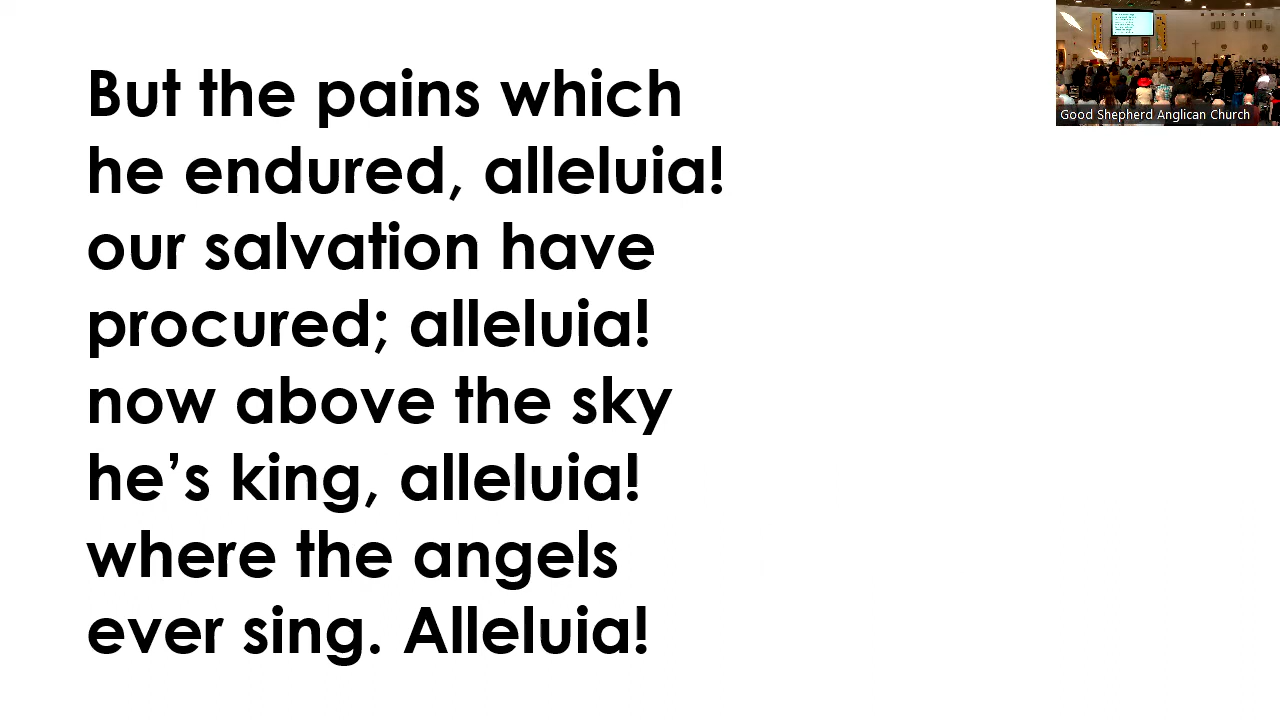 But the pains which
he endured, alleluia!
our salvation have
procured; alleluia!
now above the sky
he’s king, alleluia!
where the angels
ever sing. Alleluia!
Good Shepherd Anglican Church